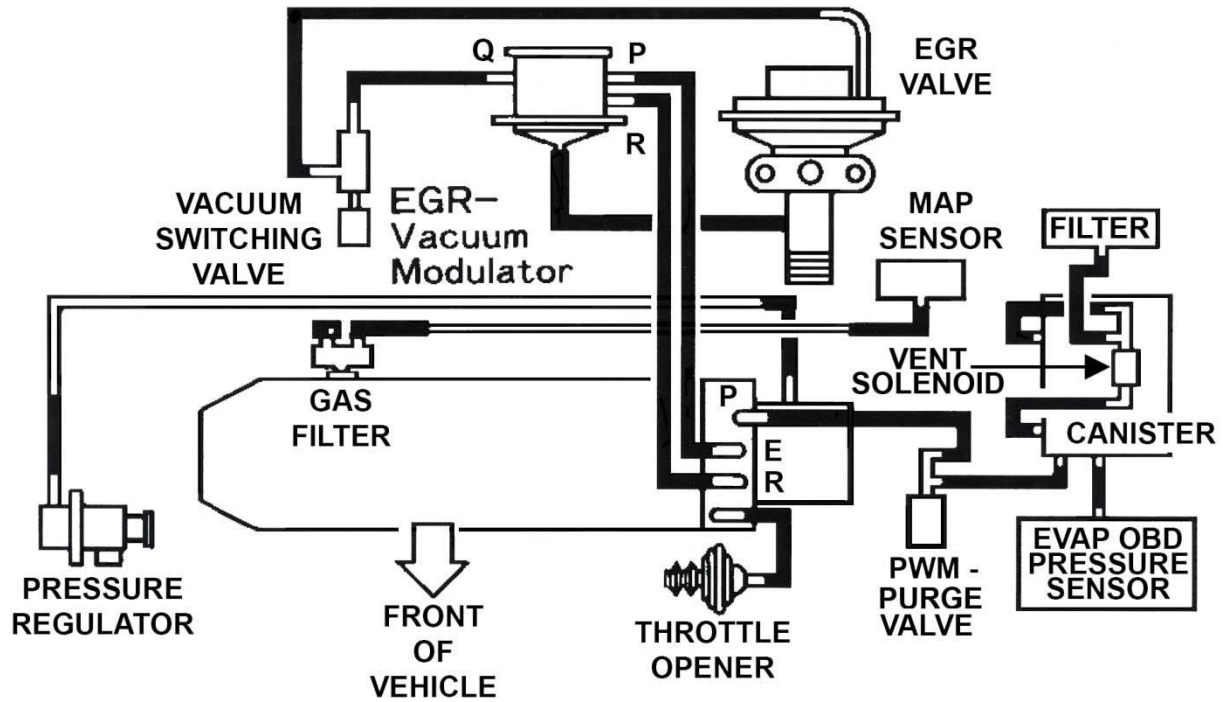 Q
P
R
EGR
VALVE
VACUUM
SWITCHING
VALVE
EGR-
Vacuum
Modulator
MAP
SENSOR
FILTER
VENT
SOLENOID
GAS
FILTER
P
E
R
CANISTER
PRESSURE
REGULATOR
FRONT
OF
VEHICLE
THROTTLE
OPENER
PWM -
PURGE
VALVE
EVAP OBD
PRESSURE
SENSOR